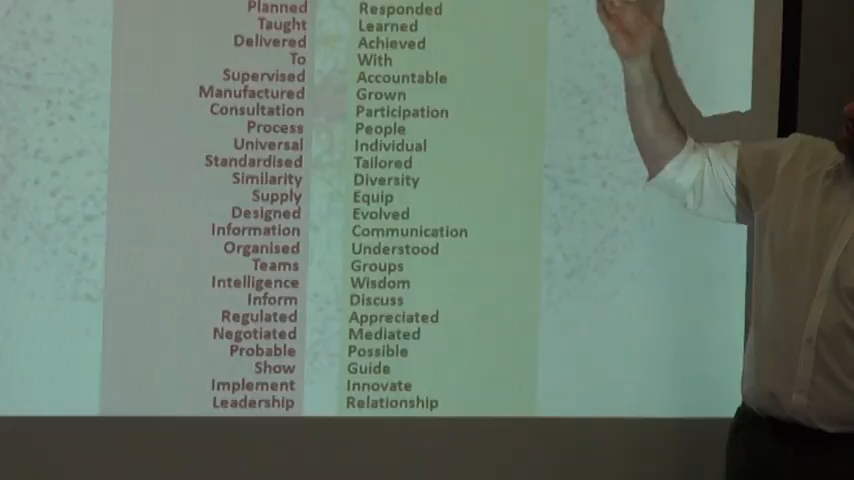 Planned Responded
Taught Learned
Delivered Achieved
To With
Supervised Accountable
Manufactured Grown
Consultation Participation
Process People
Universal Individual
Standardised Tailored
Similarity Diversity
Supply Equip
Designed Evolved
Information Communication
Organised Understood
Teams Groups
Intelligence Wisdom
Inform Discuss
Regulated Appreciated
Negotiated Mediated
Probable Possible
Show Guide
Implement Innovate
Leadership Relationship